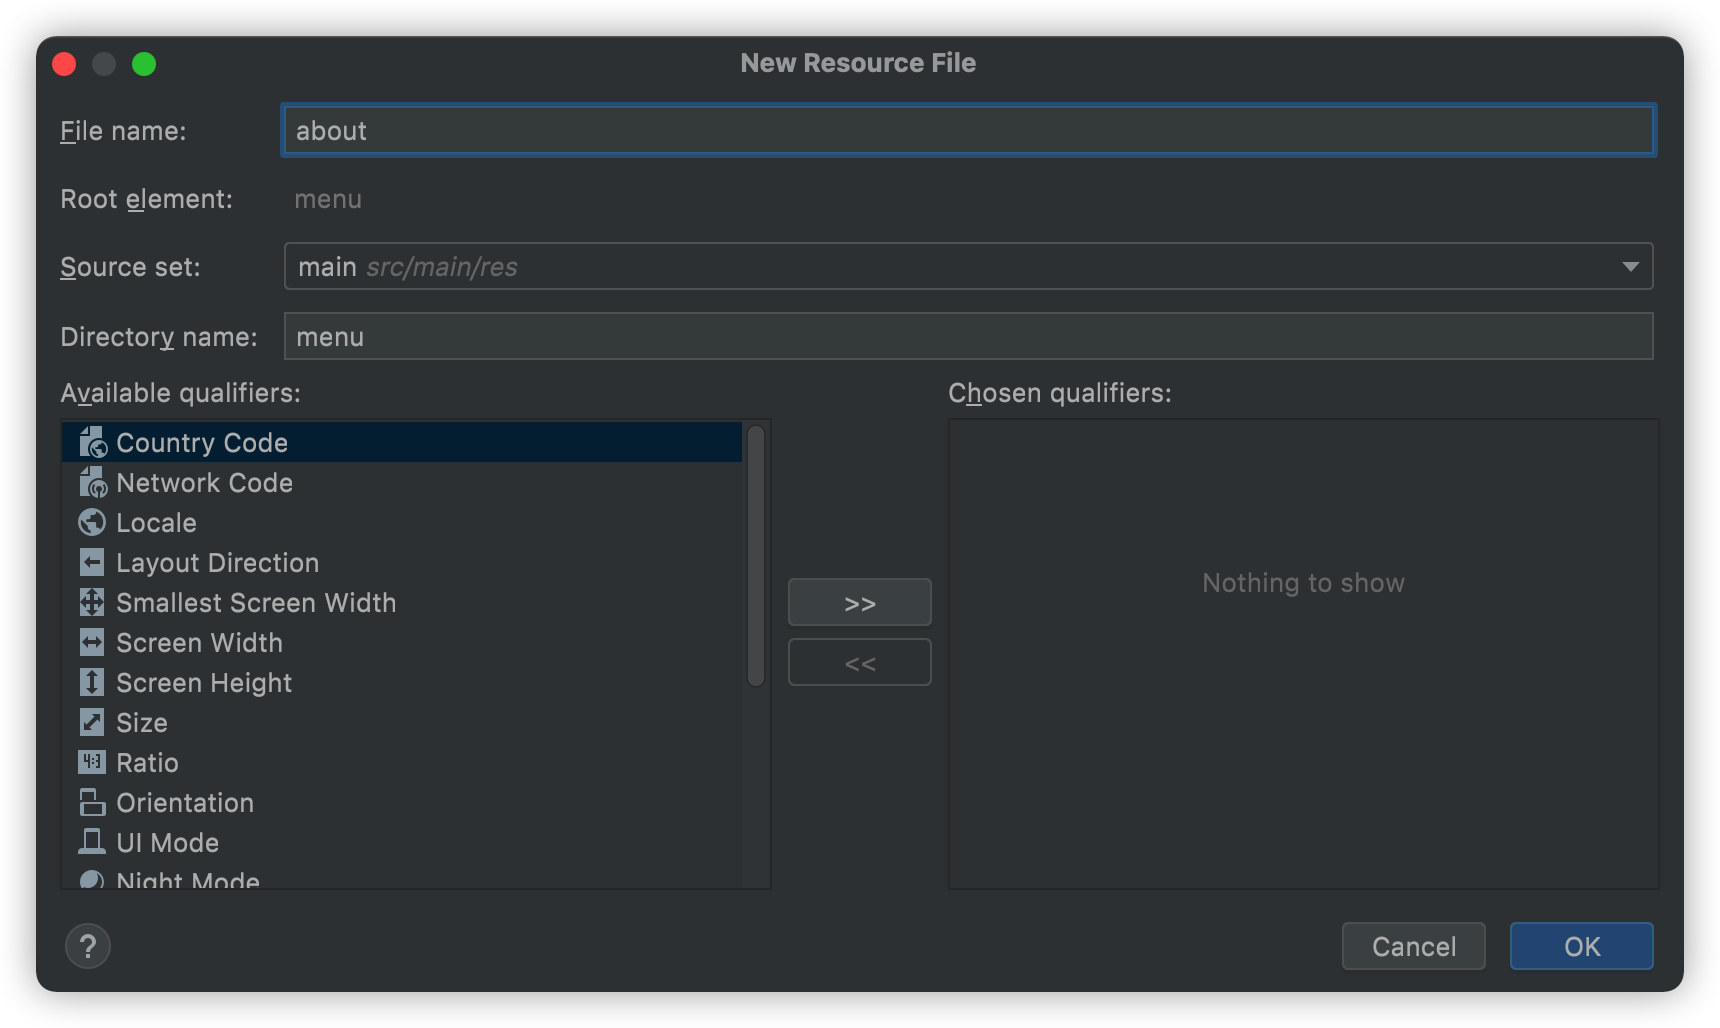 New Resource File
File name: about
Root element: menu
Source set: main src/main/res
Directory name: menu
Available qualifiers:
Country Code
Network Code
Locale
Layout Direction
Smallest Screen Width
Screen Width
Screen Height
Size
4:3 Ratio
Orientation
UI Mode
Night Mode
>>
<<
Chosen qualifiers:
Nothing to show
?
Cancel
OK